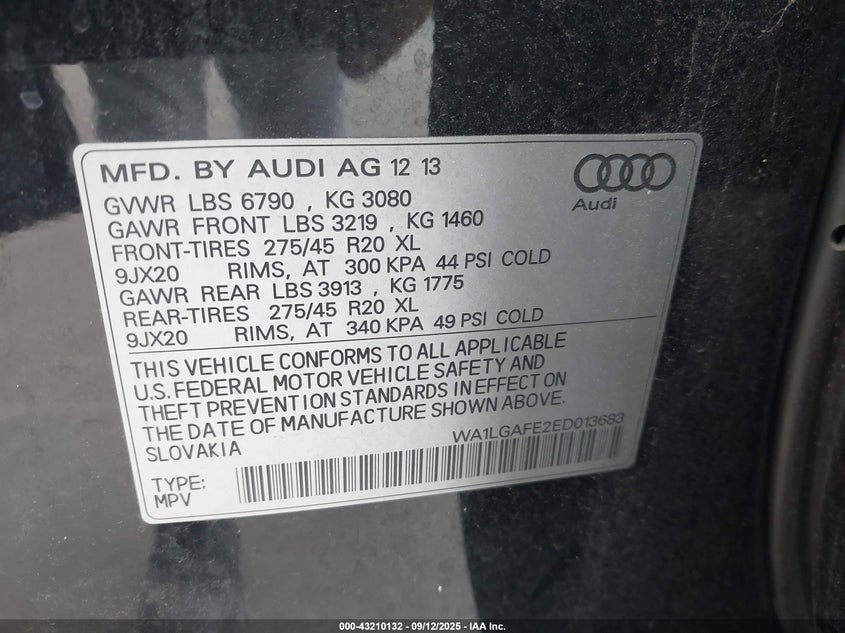 MFD. BY AUDI AG 12 13
Audi
GVWR LBS 6790 , KG 3080
GAWR FRONT LBS 3219 , KG 1460
FRONT-TIRES 275/45 R20 XL
9JX20 RIMS, AT 300 KPA 44 PSI COLD
GAWR REAR LBS 3913 , KG 1775
REAR-TIRES 275/45 R20 XL
9JX20 RIMS, AT 340 KPA 49 PSI COLD
THIS VEHICLE CONFORMS TO ALL APPLICABLE
U.S. FEDERAL MOTOR VEHICLE SAFETY AND
THEFT PREVENTION STANDARDS IN EFFECT ON
THE DATE OF MANUFACTURE SHOWN ABOVE.
SLOVAKIA
WA1LGAFE2ED013683
TYPE:
MPV
000-43210132 - 09/12/2025 - IAA Inc.